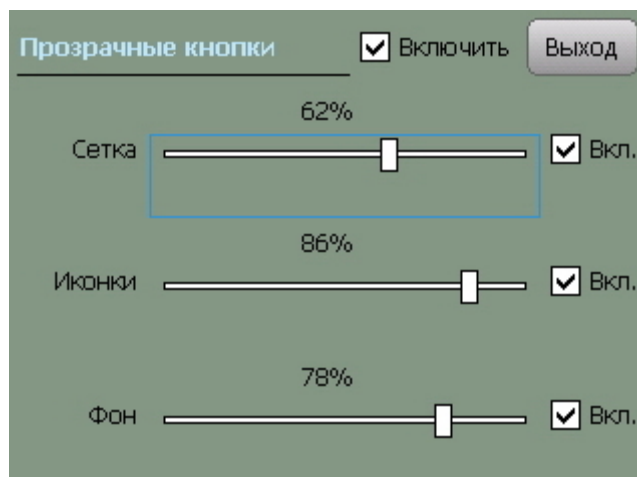 Прозрачные кнопки Включить Выход
62%
Сетка Вкл.
86%
Иконки Вкл.
78%
Фон Вкл.